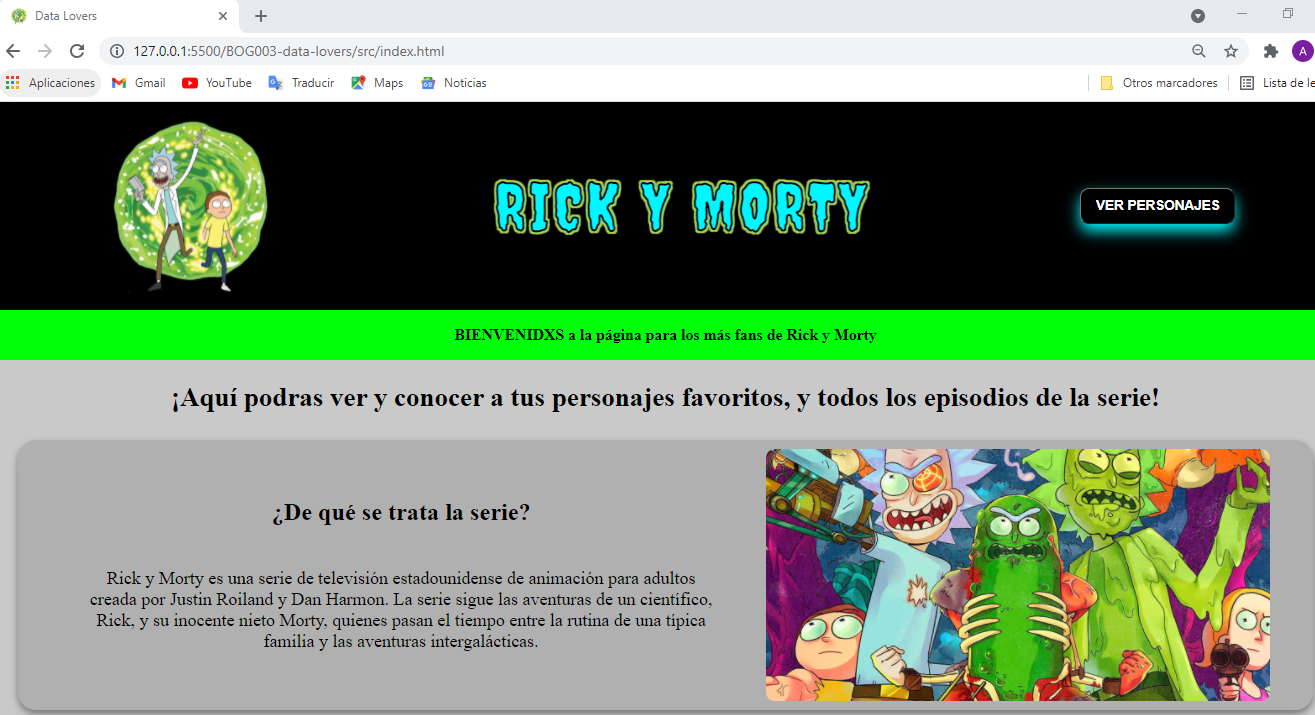 Data Lovers
127.0.0.1:5500/BOG003-data-lovers/src/index.html
A
Aplicaciones Gmail YouTube Traducir Maps Noticias Otros marcadores Lista de le
RICK Y MORTY
VER PERSONAJES
BIENVENIDXS a la página para los más fans de Rick y Morty
¡Aquí podras ver y conocer a tus personajes favoritos, y todos los episodios de la serie!
¿De qué se trata la serie?
Rick y Morty es una serie de televisión estadounidense de animación para adultos
creada por Justin Roiland y Dan Harmon. La serie sigue las aventuras de un científico,
Rick, y su inocente nieto Morty, quienes pasan el tiempo entre la rutina de una típica
familia y las aventuras intergalácticas.